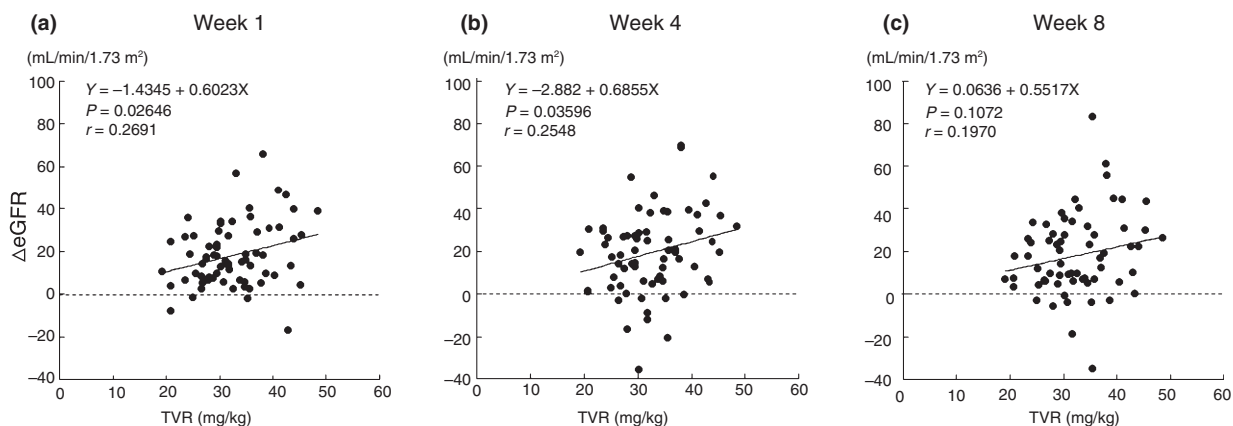 (a) Week 1
(mL/min/1.73 m²)
Y = –1.4345 + 0.6023X
P = 0.02646
r = 0.2691
ΔeGFR
100
80
60
40
20
0
–20
–40
0 10 20 30 40 50 60
TVR (mg/kg)
(b) Week 4
(mL/min/1.73 m²)
Y = –2.882 + 0.6855X
P = 0.03596
r = 0.2548
100
80
60
40
20
0
–20
–40
0 10 20 30 40 50 60
TVR (mg/kg)
(c) Week 8
(mL/min/1.73 m²)
Y = 0.0636 + 0.5517X
P = 0.1072
r = 0.1970
100
80
60
40
20
0
–20
–40
0 10 20 30 40 50 60
TVR (mg/kg)